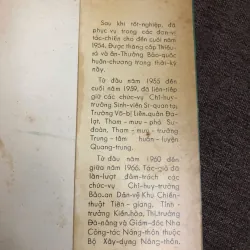 Sau khi tốt-nghiệp, đã
phục vụ trong các đơn-vị
tác-chiến cho đến cuối năm
1954. Được thăng cấp Thiếu-
tá và ân-Thưởng Bảo-quốc
huân-chương trong thời-kỳ
này.
Từ đầu năm 1955 đến
cuối năm 1959, đã liên-tiếp
giữ các chức-vụ Chỉ-huy-
trưởng Sinh-viên Sĩ-quan tại
Trường Võ-bị Liên-quân Đà-
lạt, Tham-mưu-phó Sư-
đoàn, Tham-mưu-trưởng
Trung-tâm huấn-luyện
Quang-trung.
Từ đầu năm 1960 đến
giữa năm 1966, Tác-giả đã
lần-lượt đảm-trách các
chức-vụ Chỉ-huy-trưởng
Bảo-an Dân-vệ Khu Chiến-
thuật Tiền-giang, Tỉnh-
trưởng Kiến-hòa, Thị-trưởng
Đà-nẵng và Giám-đốc Nha
Công-tác Nông-thôn thuộc
Bộ Xây-dựng Nông-thôn.